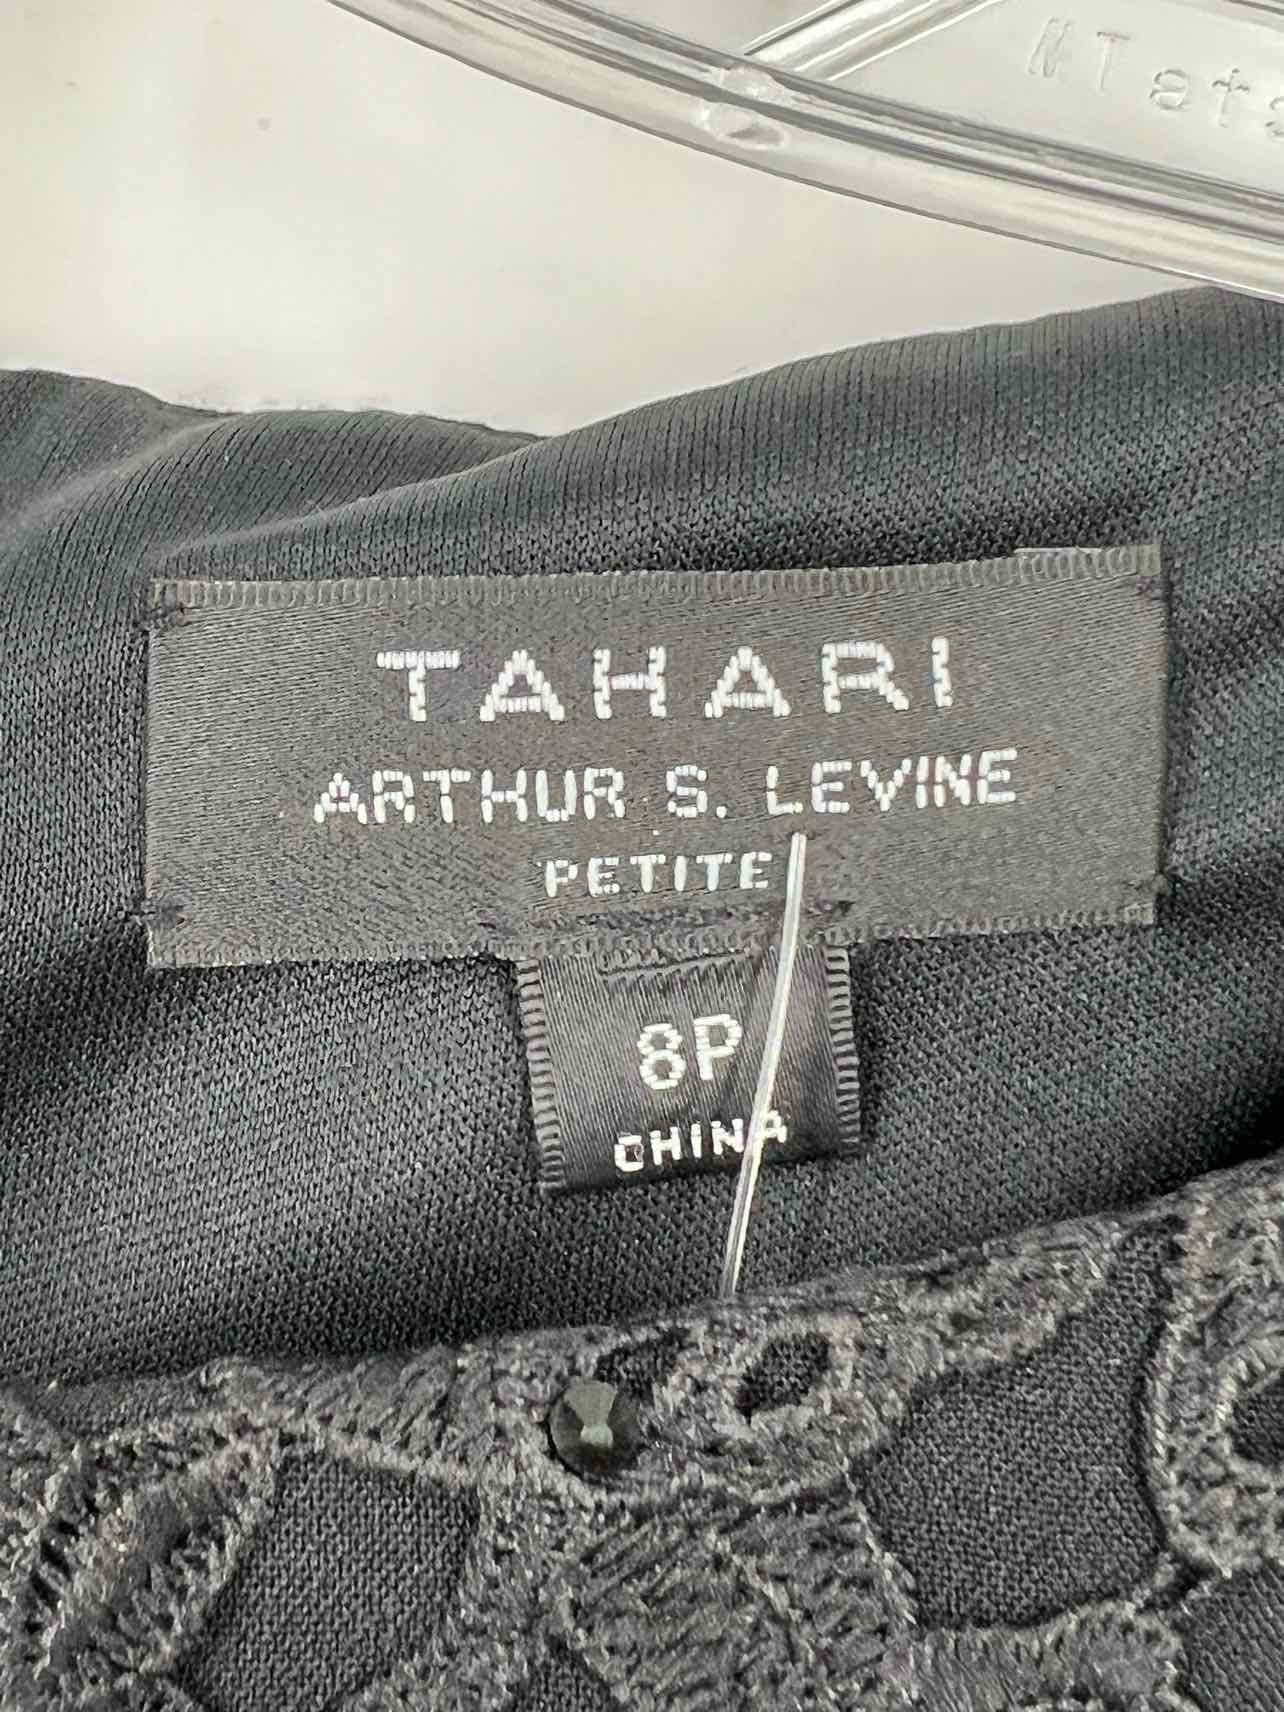 TAHARI
ARTHUR S. LEVINE
PETITE
8P
CHINA